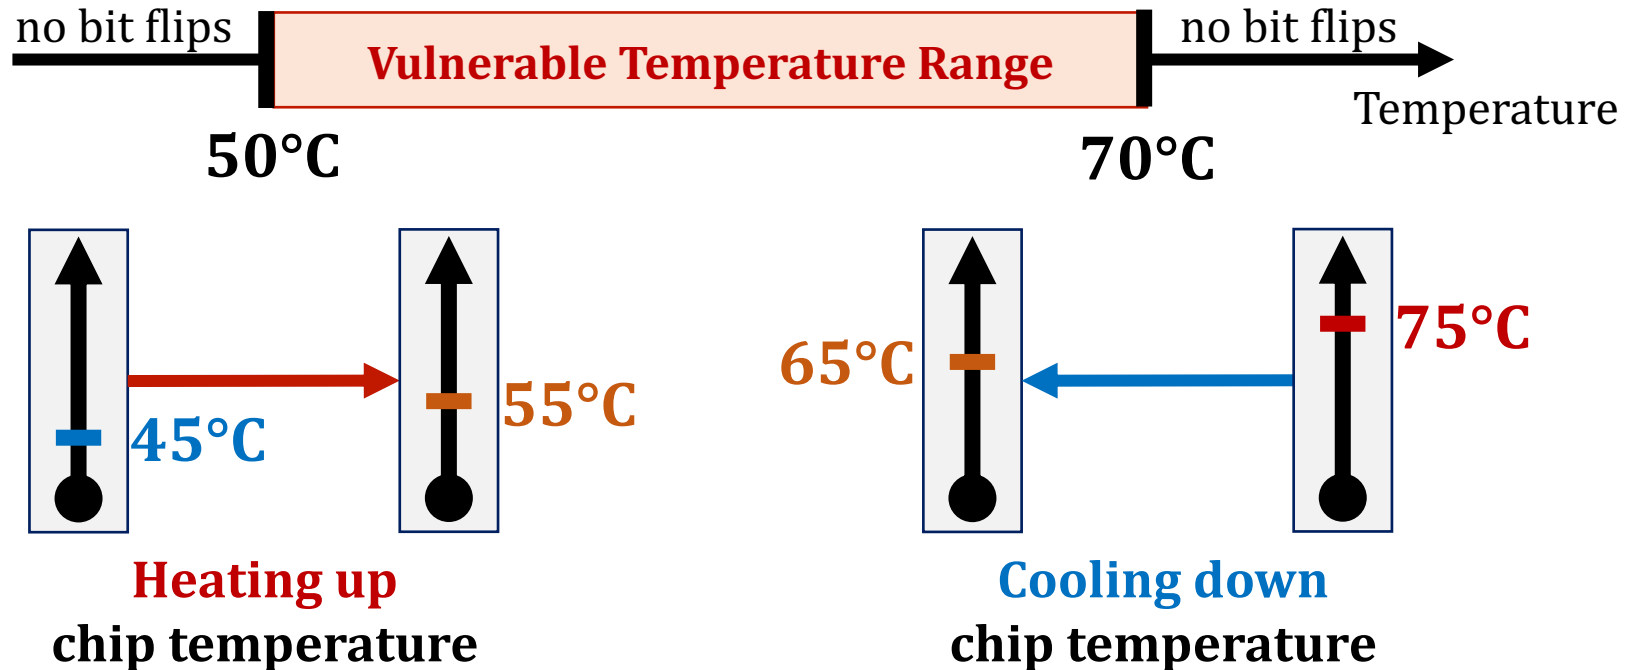 no bit flips
Vulnerable Temperature Range
no bit flips
Temperature
50°C
70°C
45°C
55°C
65°C
75°C
Heating up
chip temperature
Cooling down
chip temperature